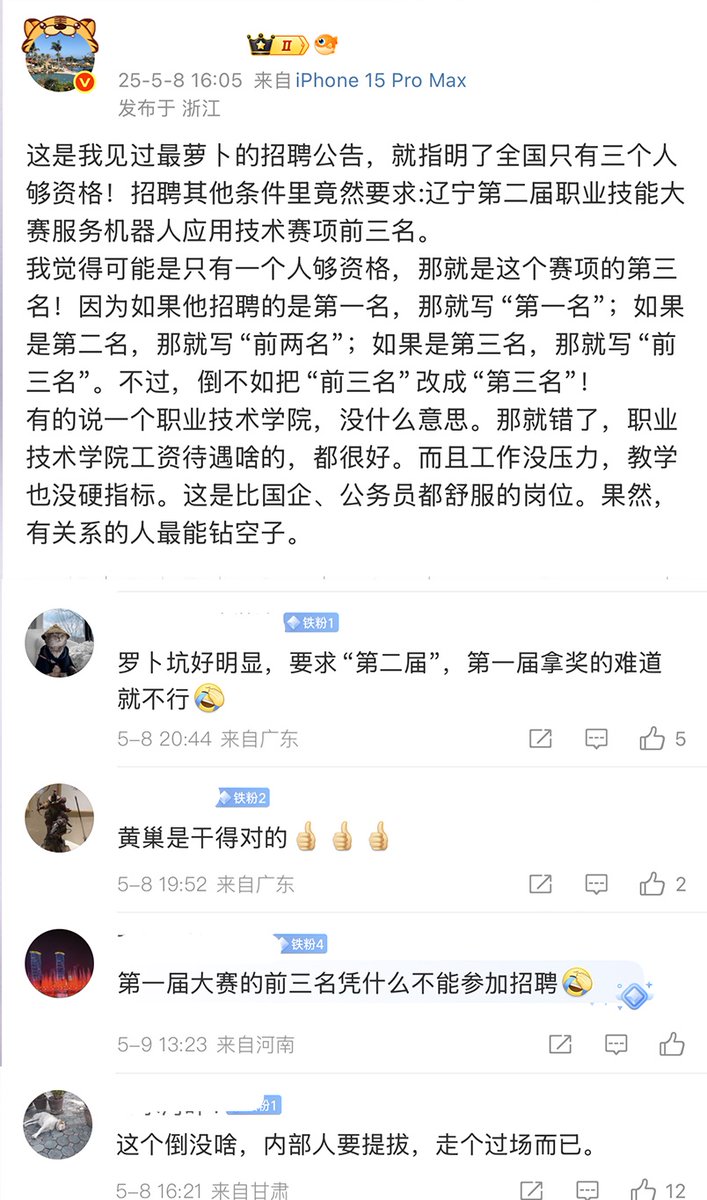 II
25-5-8 16:05 来自 iPhone 15 Pro Max
发布于 浙江
这是我见过最萝卜的招聘公告，就指明了全国只有三个人
够资格！招聘其他条件里竟然要求:辽宁第二届职业技能大
赛服务机器人应用技术赛项前三名。
我觉得可能是只有一个人够资格，那就是这个赛项的第三
名！因为如果他招聘的是第一名，那就写“第一名”；如果
是第二名，那就写“前两名”；如果是第三名，那就写“前
三名”。不过，倒不如把“前三名”改成“第三名”！
有的说一个职业技术学院，没什么意思。那就错了，职业
技术学院工资待遇啥的，都很好。而且工作没压力，教学
也没硬指标。这是比国企、公务员都舒服的岗位。果然，
有关系的人最能钻空子。
铁粉1
罗卜坑好明显，要求“第二届”，第一届拿奖的难道
就不行🤣
5-8 20:44 来自广东
5
铁粉2
黄巢是干得对的👍👍👍
5-8 19:52 来自广东
2
铁粉4
第一届大赛的前三名凭什么不能参加招聘🤣
5-9 13:23 来自河南
粉1
这个倒没啥，内部人要提拔，走个过场而已。
5-8 16:21 来自甘肃
12